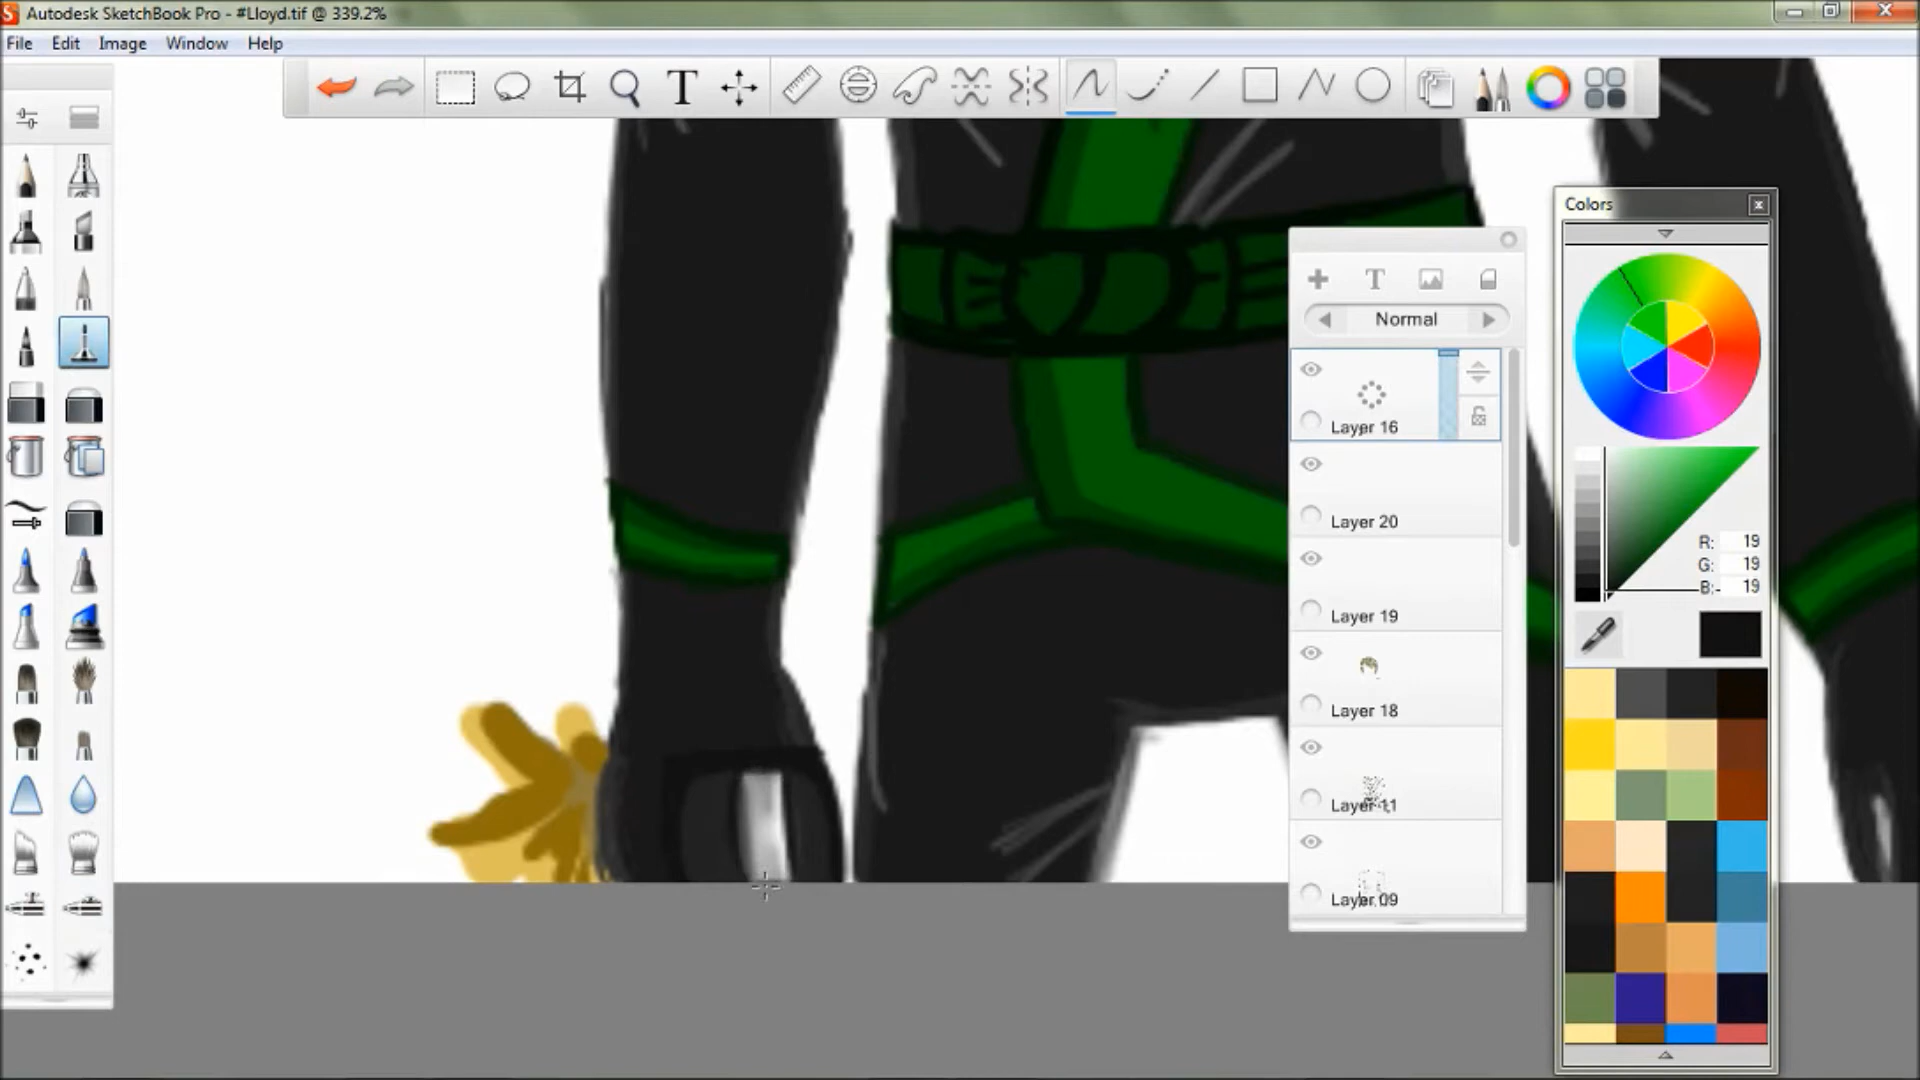 Autodesk SketchBook Pro - #Lloyd.tif @ 339.2%
File Edit Image Window Help
T
Colors
T
Normal
Layer 16
Layer 20
Layer 19
Layer 18
Layer 11
Layer 09
R: 19
G: 19
B: 19